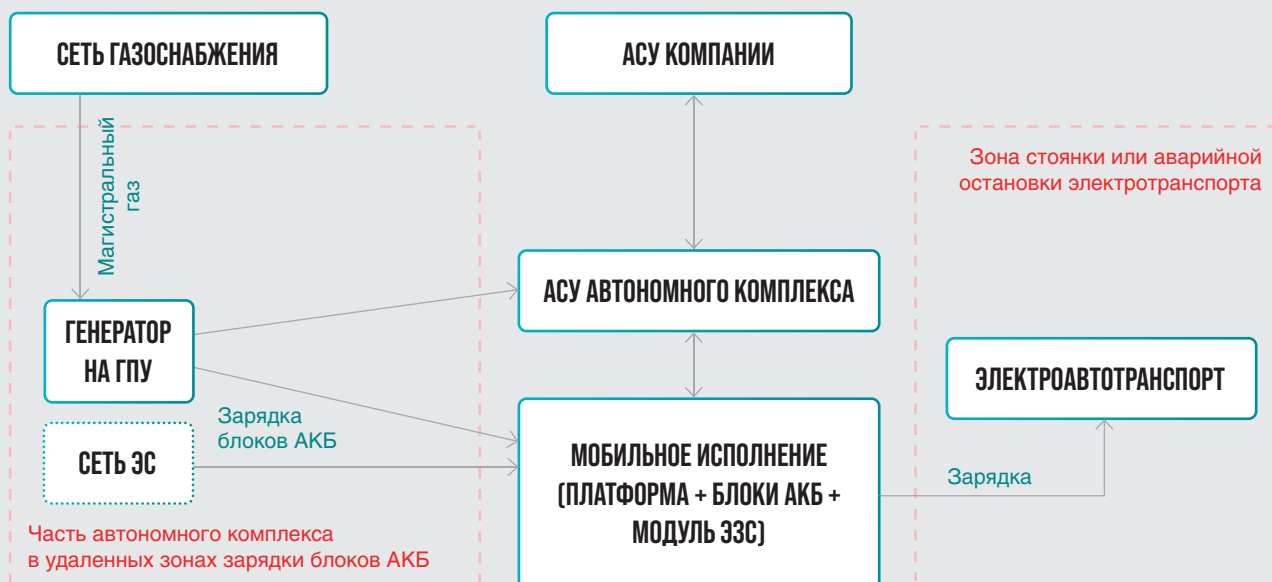 СЕТЬ ГАЗОСНАБЖЕНИЯ
АСУ КОМПАНИИ
Магистральный
газ
Зона стоянки или аварийной
остановки электротранспорта
АСУ АВТОНОМНОГО КОМПЛЕКСА
ГЕНЕРАТОР
НА ГПУ
ЭЛЕКТРОАВТОТРАНСПОРТ
Зарядка
блоков АКБ
СЕТЬ ЭС
МОБИЛЬНОЕ ИСПОЛНЕНИЕ
(ПЛАТФОРМА + БЛОКИ АКБ +
МОДУЛЬ ЭЗС)
Зарядка
Часть автономного комплекса
в удаленных зонах зарядки блоков АКБ